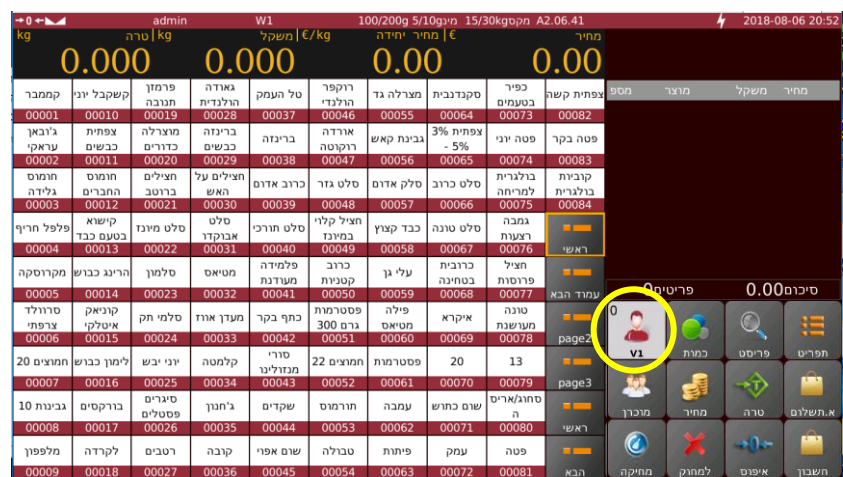 →0← admin W1 100/200g 5/10מינg 15/30מקסkg A2.06.41 2018-08-06 20:52
kg טרה | kg משקל | €/kg מחיר יחידה | € מחיר
0.000 0.000 0.00 0.00
מספ מוצר משקל מחיר
קממבר קשקבל יוני פרמזן תנובה גארדה הולנדית טל העמק רוקפר הולנדי מצרלה גד סקנדנבית כפיר בטעמים צפתית קשה
00001 00010 00019 00028 00037 00046 00055 00064 00073 00082
ג'ובאן עראקי צפתית כבשים מוצרלה כדורים ברינזה כבשים ברינזה אורדה רוקוטה גבינת קאש צפתית 3% - 5% פטה יוני פטה בקר
00002 00011 00020 00029 00038 00047 00056 00065 00074 00083
חומוס גלידה חומוס החברים חצילים ברוטב חצילים על האש כרוב אדום סלט גזר סלק אדום סלט כרוב בולגרית למריחה קוביות בולגרית
00003 00012 00021 00030 00039 00048 00057 00066 00075 00084
פלפל חריף קישרא בטעם כבד סלט מיונז סלט אבוקדו סלט תורכי חציל קלוי במיונז כבד קצוץ סלט טונה גמבה רצועות ראשי
00004 00013 00022 00031 00040 00049 00058 00067 00076
מקרוסקה הרינג כבוש סלמון מטיאס פלמידה מעודנת כרוב קטניות עלי גן כרובית בטחינה חציל פרוסות עמוד הבא
00005 00014 00023 00032 00041 00050 00059 00068 00077
סרוולד צרפתי קוניאק איטלקי סלמי תק מעדן אווז כתף בקר פסטרמות 300 גרם פילה מטיאס איקרא טונה מעושנת page2
00006 00015 00024 00033 00042 00051 00060 00069 00078
חמוצים 20 לימון כבוש יוני יבש קלמטה סורי מנזולינו חמוצים 22 פסטרמות 20 13 page3
00007 00016 00025 00034 00043 00052 00061 00070 00079
גבינות 10 בורקסים סיגרים פסטלים ג'חנון שקדים תורמוס עמבה שום כתרש סחוג/אריסה ראשי
00008 00017 00026 00035 00044 00053 00062 00071 00080
מלפפון לקרדה רטבים קרובה שום אפוי טבולה פיתות עמק פטה הבא
00009 00018 00027 00036 00045 00054 00063 00072 00081
פריטים0 סיכום0.00
0
V1 כמות פריסט תפריט
מוכרן מחיר טרה א.תשלום
מחיקה למחוק איפוס חשבון